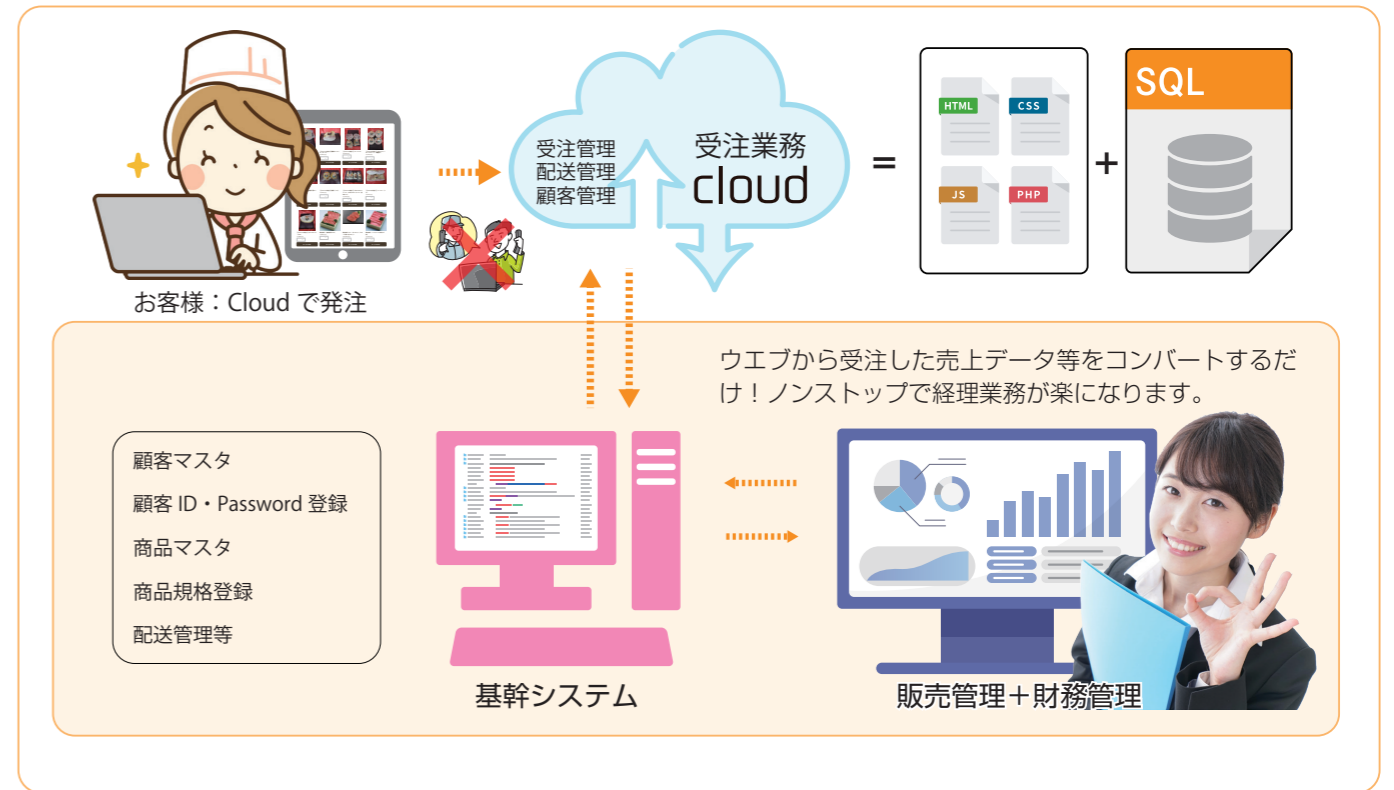 受注管理
配送管理
顧客管理
受注業務
cloud
=
HTML
CSS
JS
PHP
+
SQL
お客様：Cloud で発注
ウエブから受注した売上データ等をコンバートするだ
け！ノンストップで経理業務が楽になります。
顧客マスタ
顧客 ID・Password 登録
商品マスタ
商品規格登録
配送管理等
基幹システム
販売管理＋財務管理